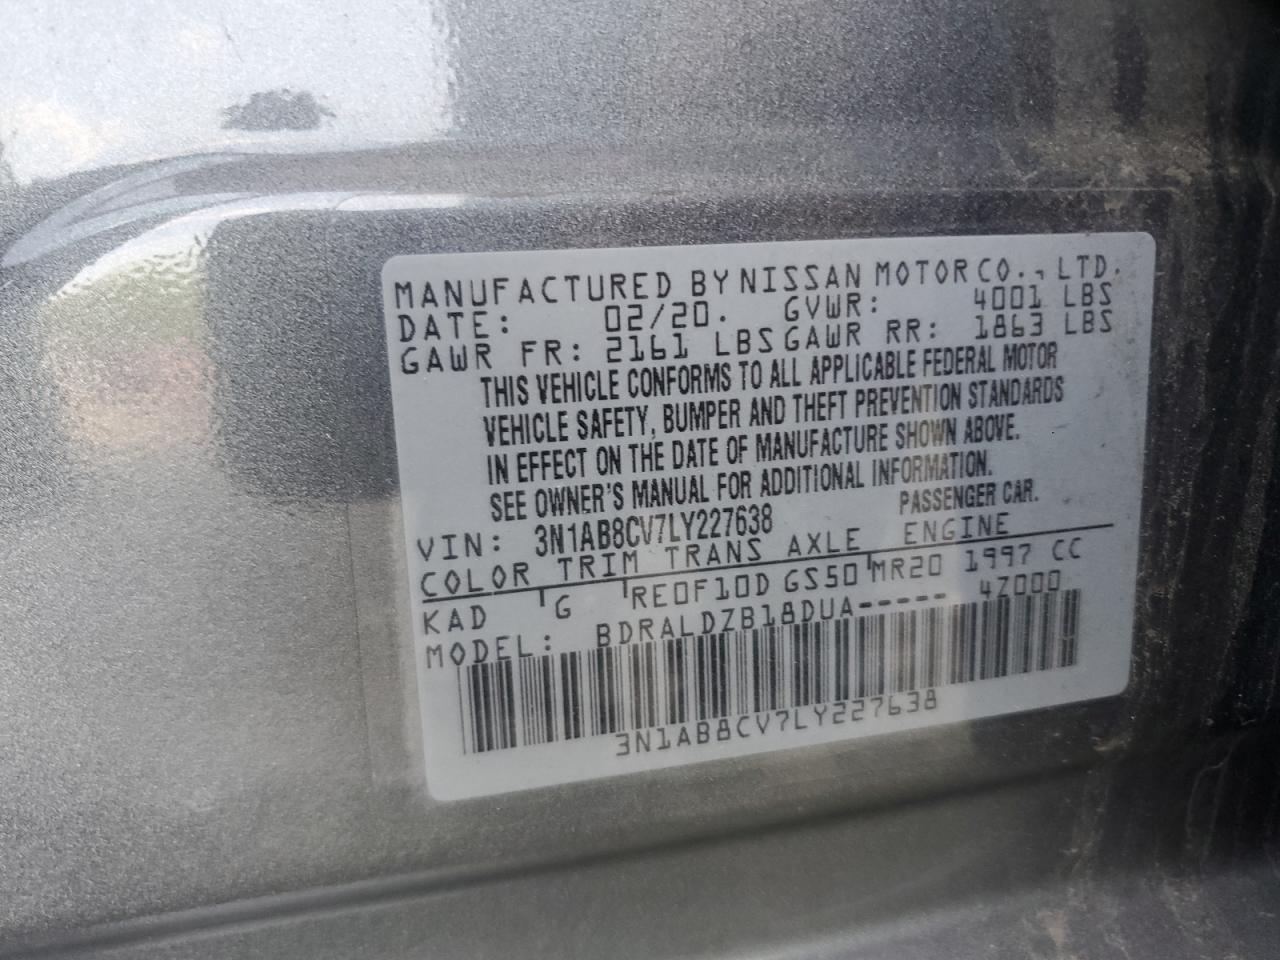 MANUFACTURED BY NISSAN MOTOR CO., LTD.
DATE: 02/20. GVWR: 4001 LBS
GAWR FR: 2161 LBS GAWR RR: 1863 LBS
THIS VEHICLE CONFORMS TO ALL APPLICABLE FEDERAL MOTOR
VEHICLE SAFETY, BUMPER AND THEFT PREVENTION STANDARDS
IN EFFECT ON THE DATE OF MANUFACTURE SHOWN ABOVE.
SEE OWNER'S MANUAL FOR ADDITIONAL INFORMATION.
VIN: 3N1AB8CV7LY227638 PASSENGER CAR.
COLOR TRIM TRANS AXLE ENGINE
KAD G RE0F10D GS50 MR20 1997 CC
MODEL: BDRALDZB18DUA----- 4Z000
3N1AB8CV7LY227638